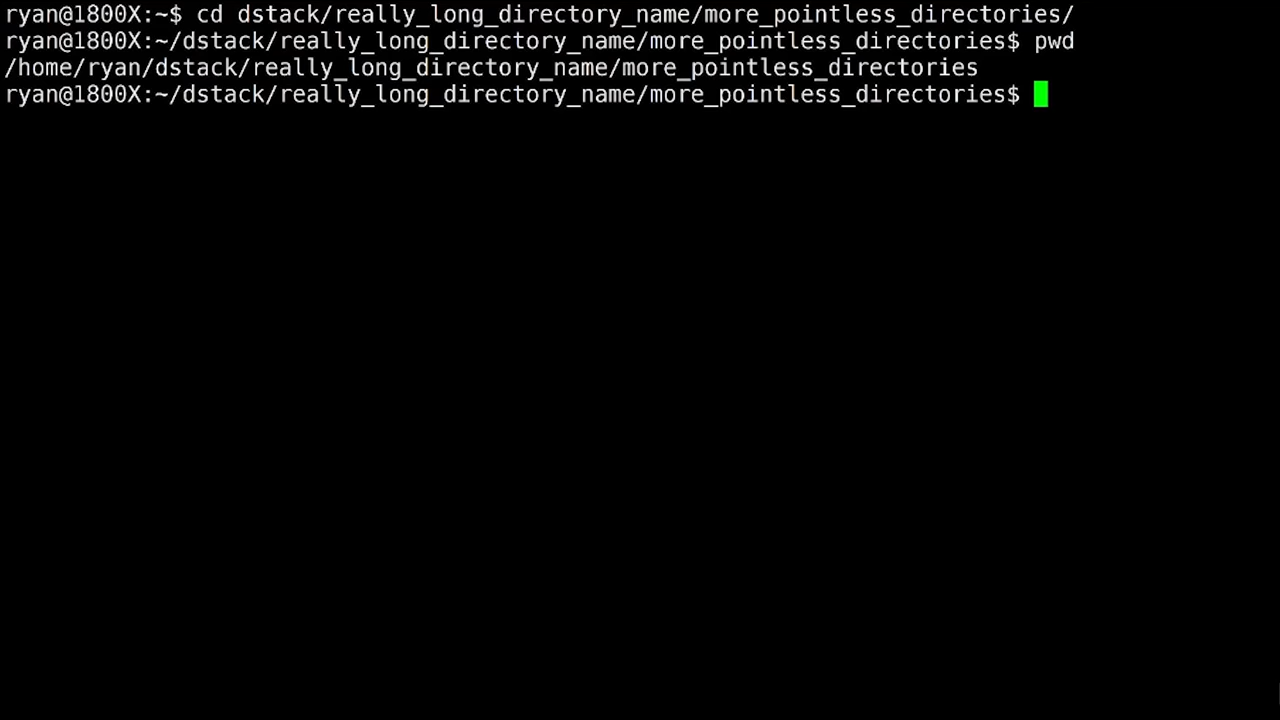 ryan@1800X:~$ cd dstack/really_long_directory_name/more_pointless_directories/
ryan@1800X:~/dstack/really_long_directory_name/more_pointless_directories$ pwd
/home/ryan/dstack/really_long_directory_name/more_pointless_directories
ryan@1800X:~/dstack/really_long_directory_name/more_pointless_directories$